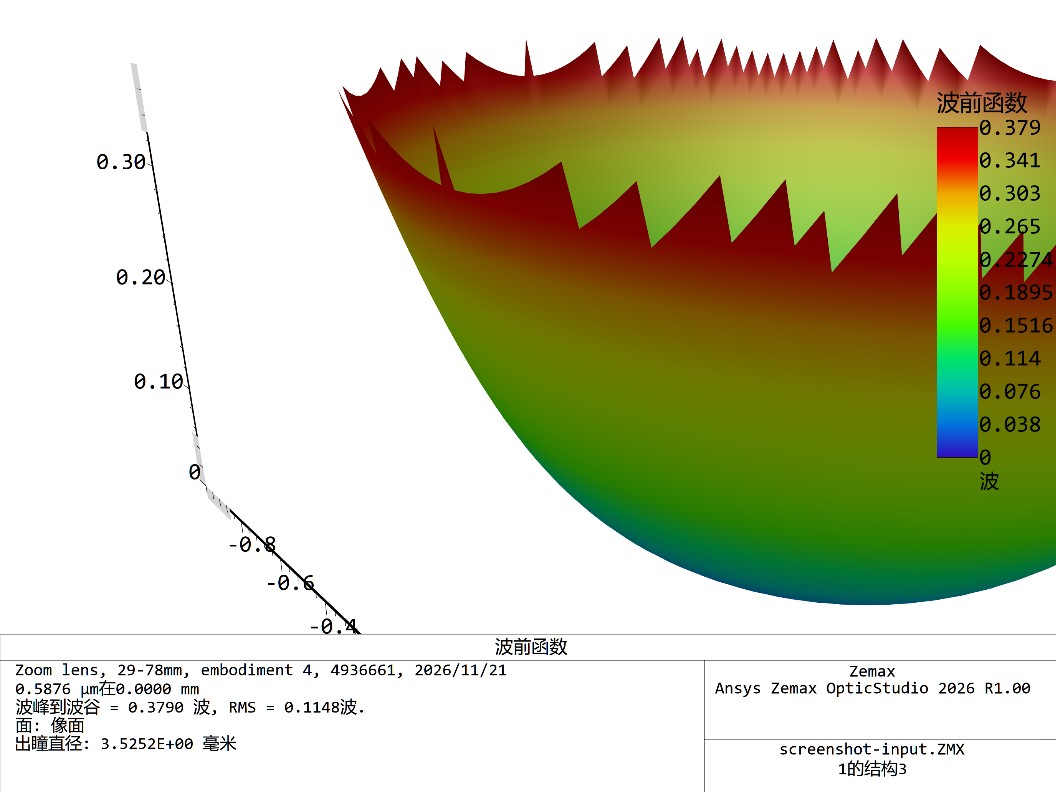 波前函数
0.379
0.341
0.303
0.265
0.2274
0.1895
0.1516
0.114
0.076
0.038
0
波
0.30
0.20
0.10
0
-0.8
-0.6
-0.4
波前函数
Zoom lens, 29-78mm, embodiment 4, 4936661, 2026/11/21
0.5876 µm在0.0000 mm
波峰到波谷 = 0.3790 波, RMS = 0.1148波.
面: 像面
出瞳直径: 3.5252E+00 毫米
Zemax
Ansys Zemax OpticStudio 2026 R1.00
screenshot-input.ZMX
1的结构3